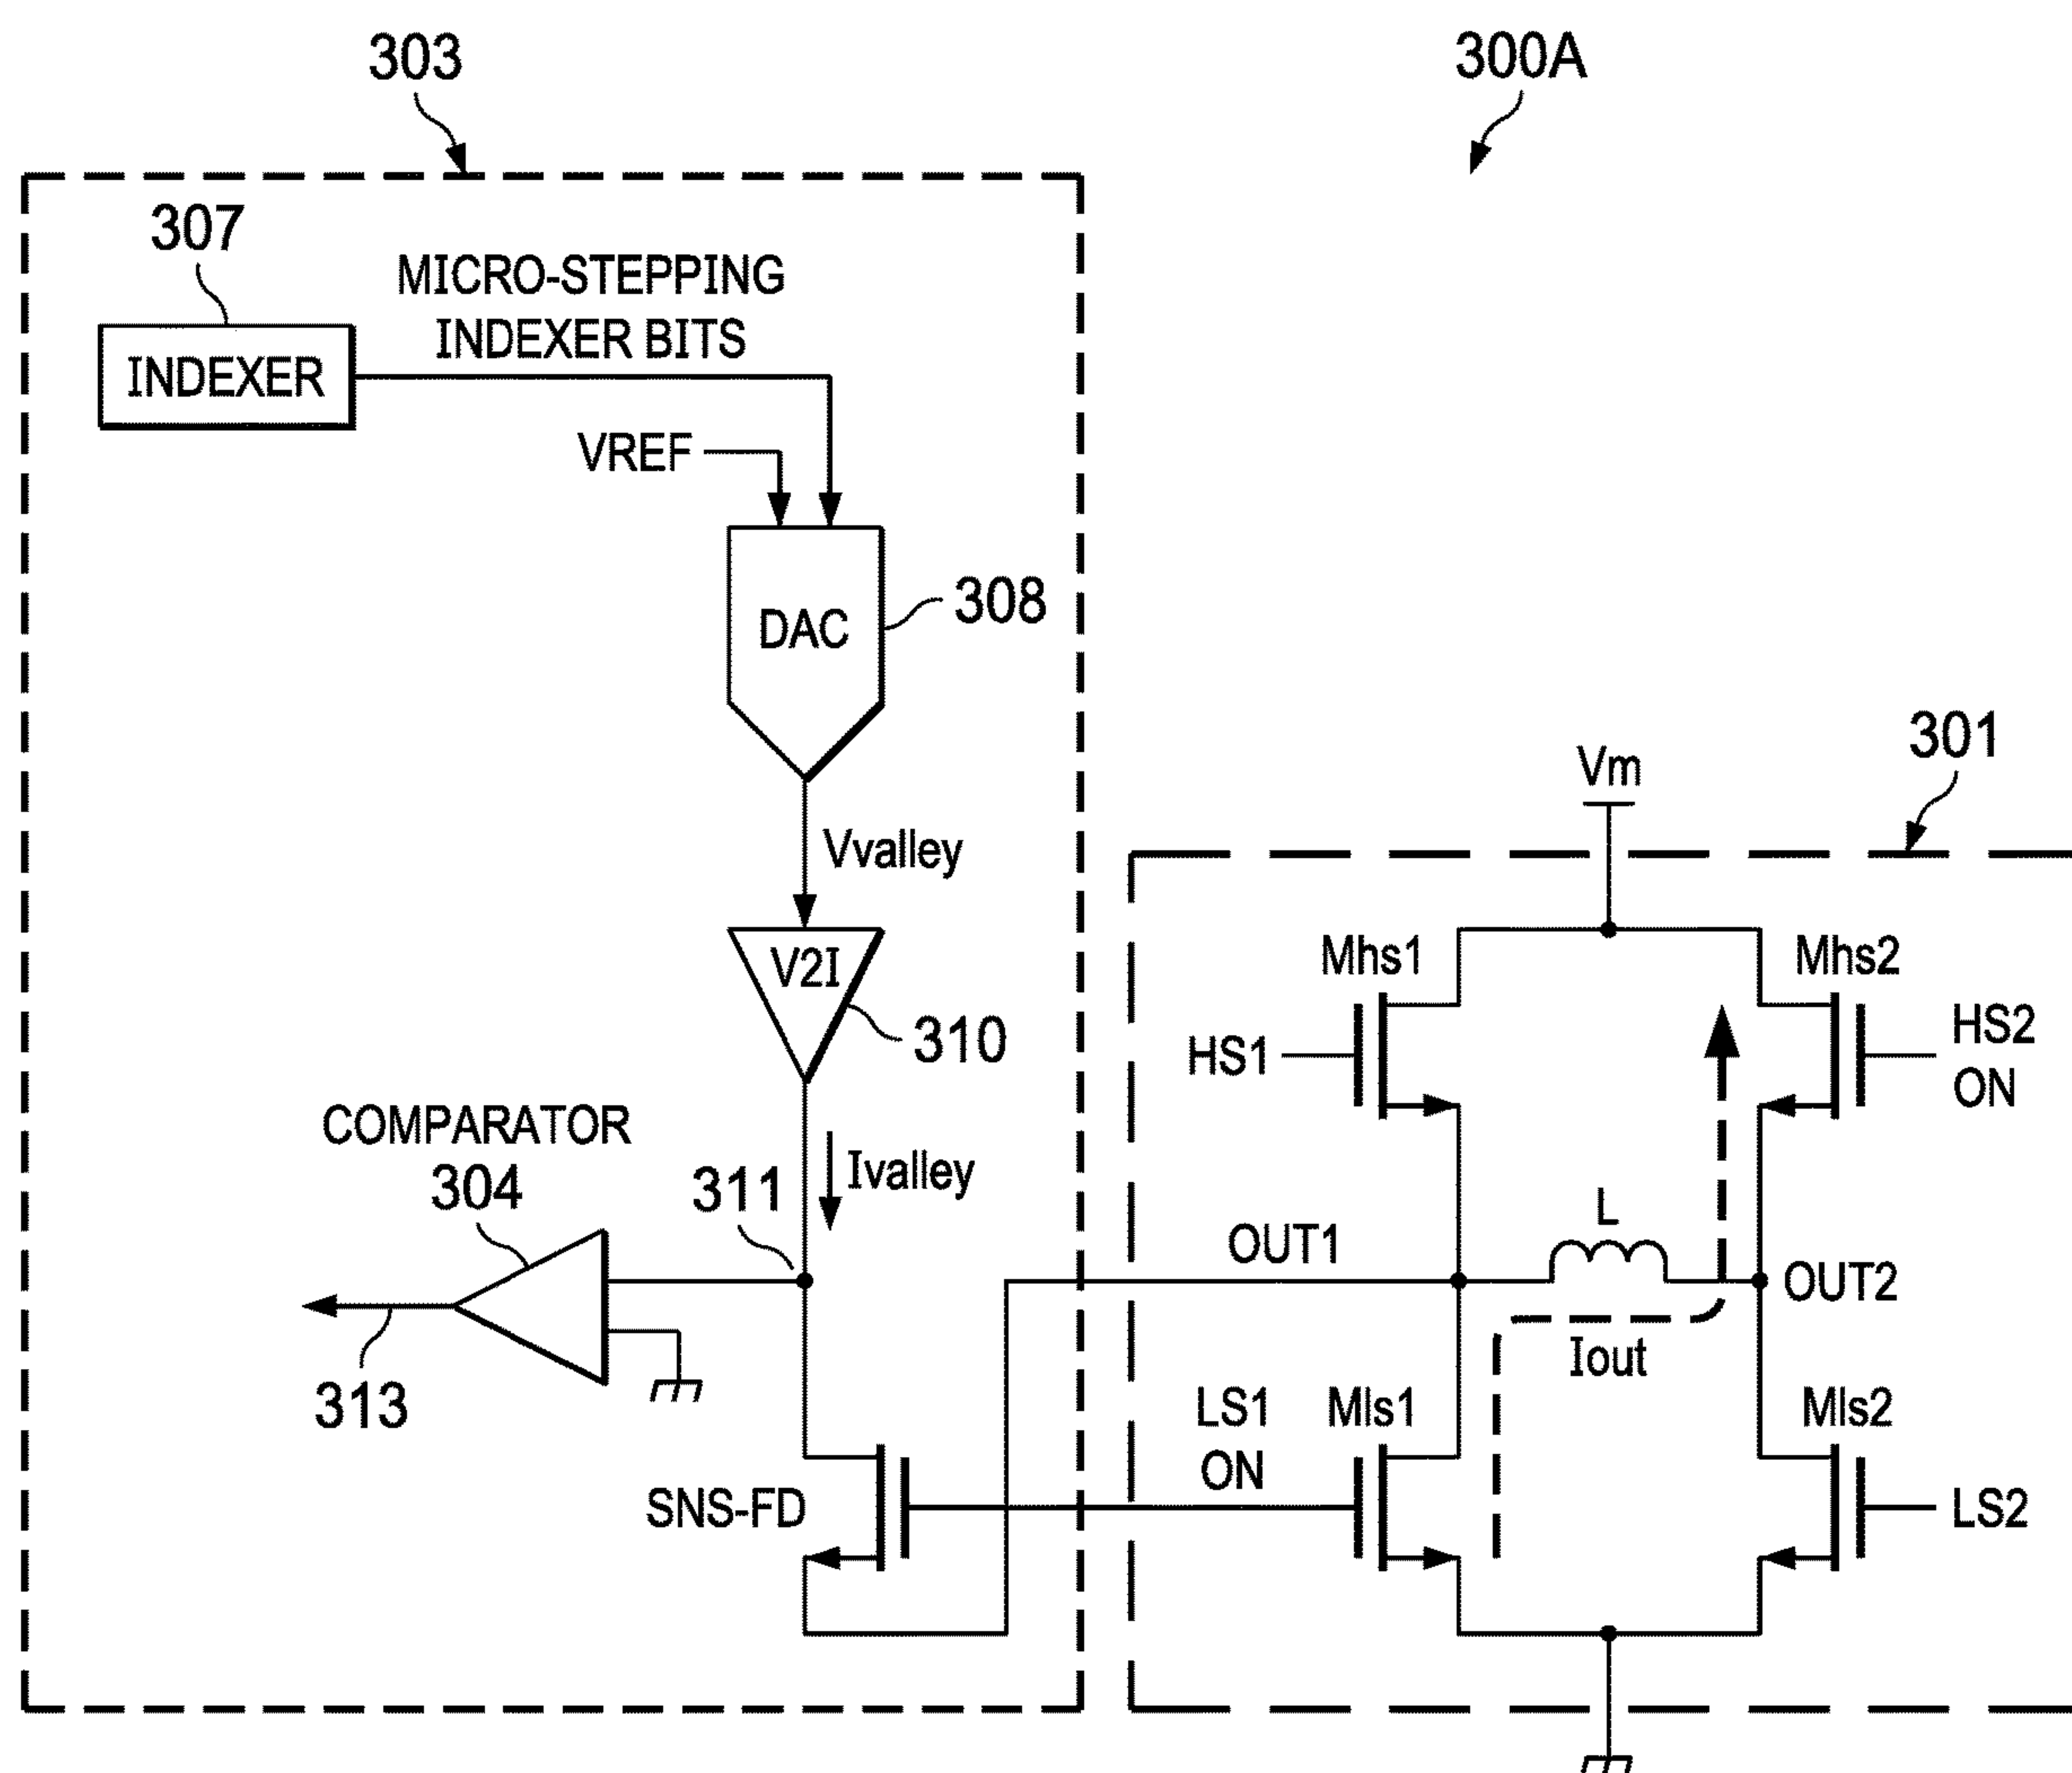 303
300A
307
MICRO-STEPPING
INDEXER BITS
INDEXER
VREF
DAC
308
Vvalley
V2I
310
COMPARATOR
304
311
Ivalley
313
SNS-FD
301
Vm
Mhs1
Mhs2
HS1
HS2
ON
OUT1
L
OUT2
Iout
LS1
ON
Mls1
Mls2
LS2